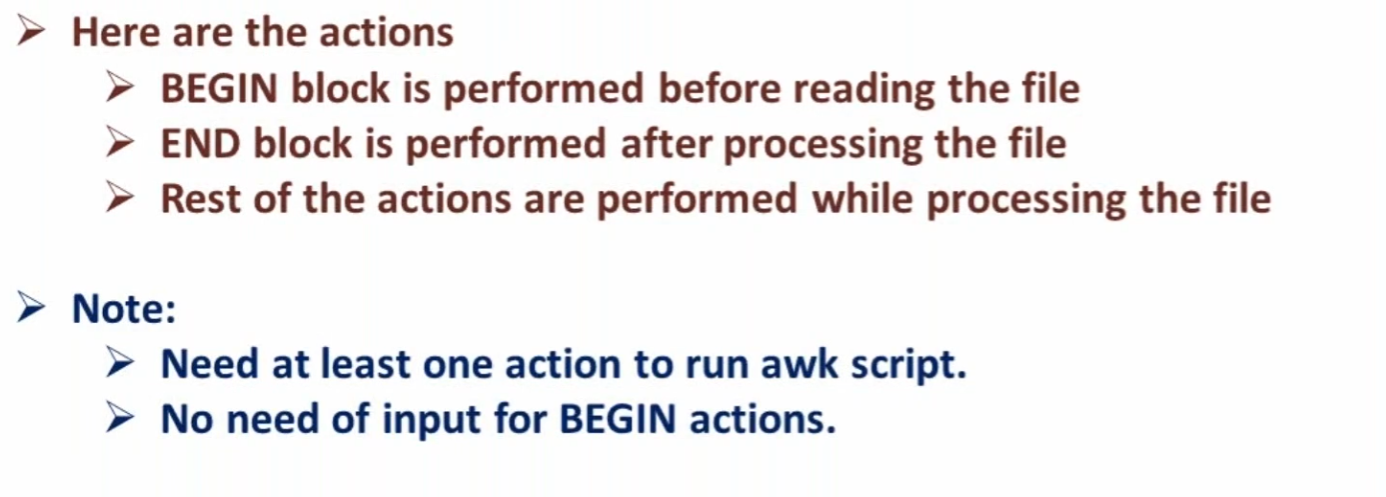 ➢ Here are the actions
➢ BEGIN block is performed before reading the file
➢ END block is performed after processing the file
➢ Rest of the actions are performed while processing the file
➢ Note:
➢ Need at least one action to run awk script.
➢ No need of input for BEGIN actions.